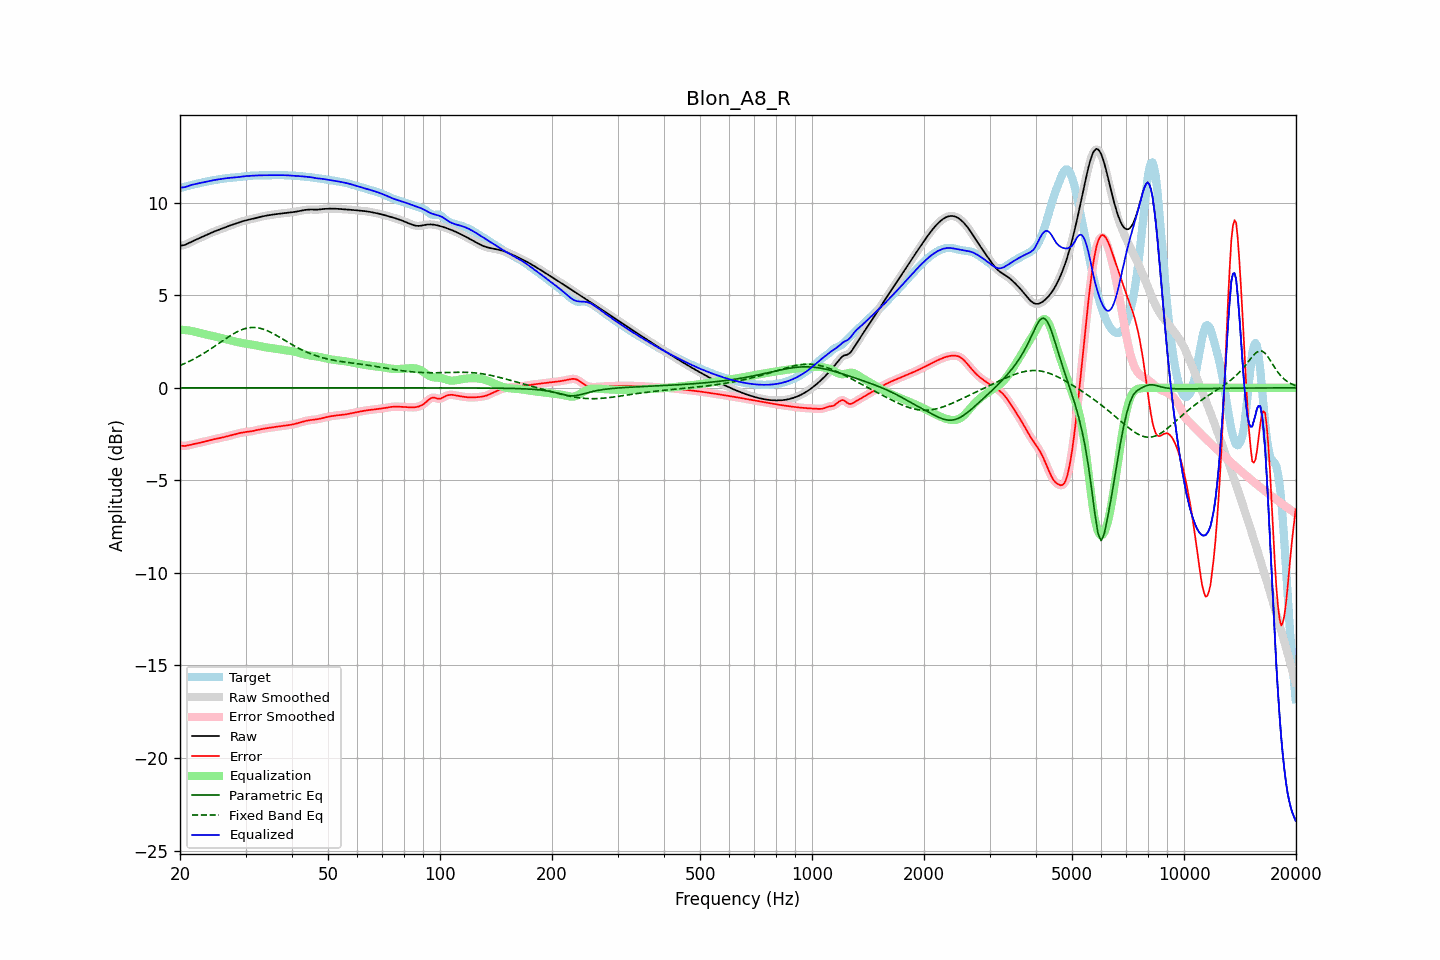 Blon_A8_R
Amplitude (dBr)
10
5
0
−5
−10
−15
−20
−25
Target
Raw Smoothed
Error Smoothed
Raw
Error
Equalization
Parametric Eq
Fixed Band Eq
Equalized
20 50 100 200 500 1000 2000 5000 10000 20000
Frequency (Hz)